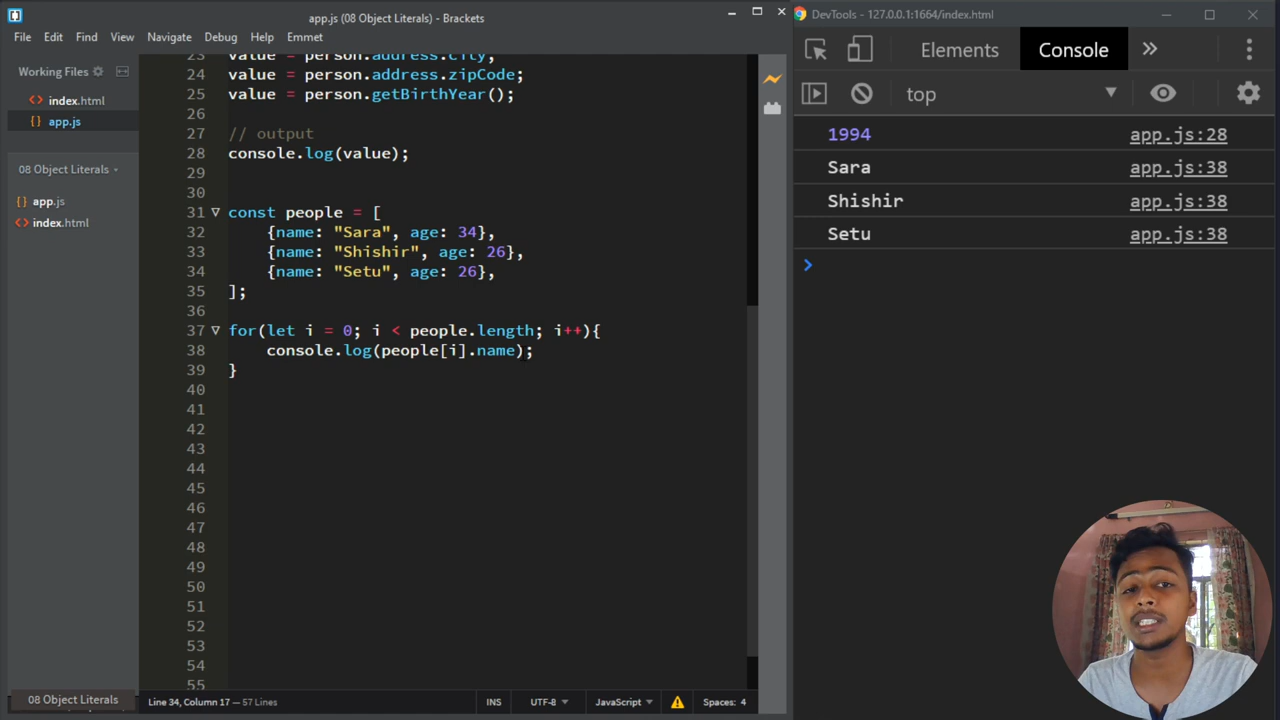 app.js (08 Object Literals) - Brackets
File Edit Find View Navigate Debug Help Emmet
Working Files
index.html
app.js
08 Object Literals
app.js
index.html
23 value = person.address.city;
24 value = person.address.zipCode;
25 value = person.getBirthYear();
26
27 // output
28 console.log(value);
29
30
31 const people = [
32 {name: "Sara", age: 34},
33 {name: "Shishir", age: 26},
34 {name: "Setu", age: 26},
35 ];
36
37 for(let i = 0; i < people.length; i++){
38 console.log(people[i].name);
39 }
40
41
42
43
44
45
46
47
48
49
50
51
52
53
54
55
08 Object Literals
Line 34, Column 17 — 57 Lines
INS UTF-8 JavaScript Spaces: 4
DevTools - 127.0.0.1:1664/index.html
Elements Console »
top
1994 app.js:28
Sara app.js:38
Shishir app.js:38
Setu app.js:38